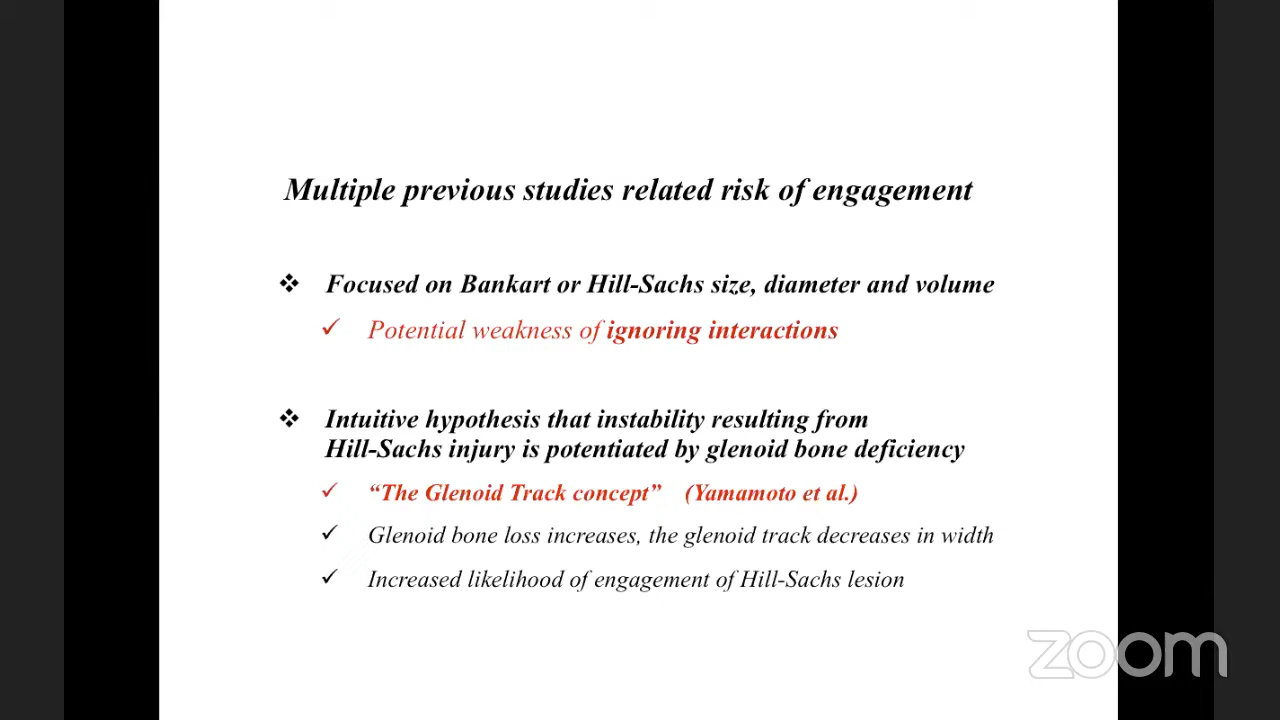 Multiple previous studies related risk of engagement
❖ Focused on Bankart or Hill-Sachs size, diameter and volume
✓ Potential weakness of ignoring interactions
❖ Intuitive hypothesis that instability resulting from
Hill-Sachs injury is potentiated by glenoid bone deficiency
✓ “The Glenoid Track concept” (Yamamoto et al.)
✓ Glenoid bone loss increases, the glenoid track decreases in width
✓ Increased likelihood of engagement of Hill-Sachs lesion
zoom